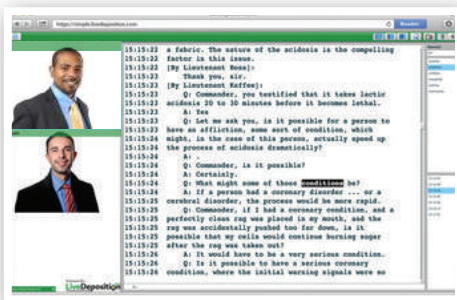 https://simple.livedeposition.com
Reader
15:15:22 a fabric. The nature of the acidosis is the compelling
15:15:22 factor in this issue.
15:15:22 [By Lieutenant Ross]:
15:15:22 Thank you, sir.
15:15:22 [By Lieutenant Kaffee]:
15:15:23 Q: Commander, you testified that it takes lactic
15:15:23 acidosis 20 to 30 minutes before it becomes lethal.
15:15:23 A: Yes
15:15:23 Q: Let me ask you, is it possible for a person to
15:15:23 have an affliction, some sort of condition, which
15:15:23 might, in the case of this person, actually speed up
15:15:24 the process of acidosis dramatically?
15:15:24 A: .
15:15:24 Q: Commander, is it possible?
15:15:24 A: Certainly.
15:15:24 Q: What might some of those conditions be?
15:15:24 A: If a person had a coronary disorder ... or a
15:15:25 cerebral disorder, the process would be more rapid.
15:15:25 Q: Commander, if I had a coronary condition, and a
15:15:25 perfectly clean rag was placed in my mouth, and the
15:15:25 rag was accidentally pushed too far down, is it
15:15:25 possible that my cells would continue burning sugar
15:15:26 after the rag was taken out?
15:15:26 A: It would have to be a very serious condition.
15:15:26 Q: Is it possible to have a serious coronary
15:15:26 condition, where the initial warning signals were so
LiveDeposition